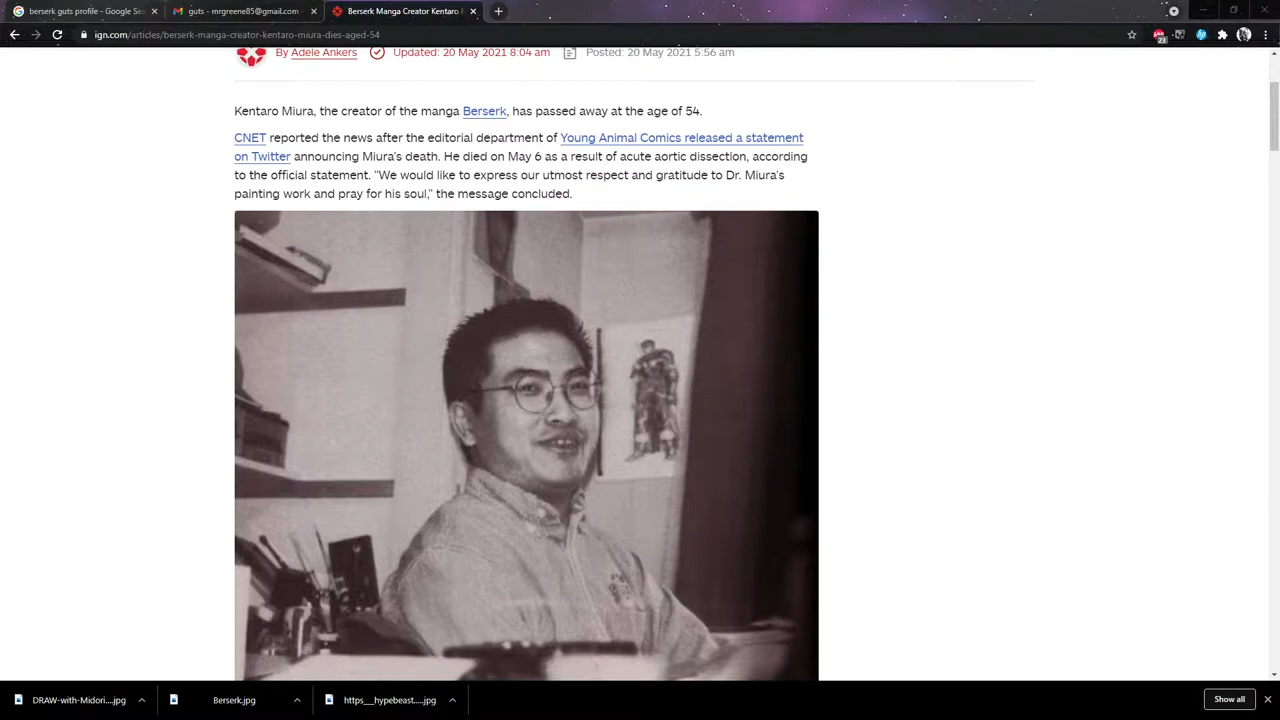 berserk guts profile - Google Se
guts - mrgreene85@gmail.com -
Berserk Manga Creator Kentaro
ign.com/articles/berserk-manga-creator-kentaro-miura-dies-aged-54
23
By Adele Ankers Updated: 20 May 2021 8:04 am Posted: 20 May 2021 5:56 am
Kentaro Miura, the creator of the manga Berserk, has passed away at the age of 54.
CNET reported the news after the editorial department of Young Animal Comics released a statement
on Twitter announcing Miura's death. He died on May 6 as a result of acute aortic dissection, according
to the official statement. "We would like to express our utmost respect and gratitude to Dr. Miura's
painting work and pray for his soul," the message concluded.
DRAW-with-Midori....jpg
Berserk.jpg
https__hypebeast.....jpg
Show all